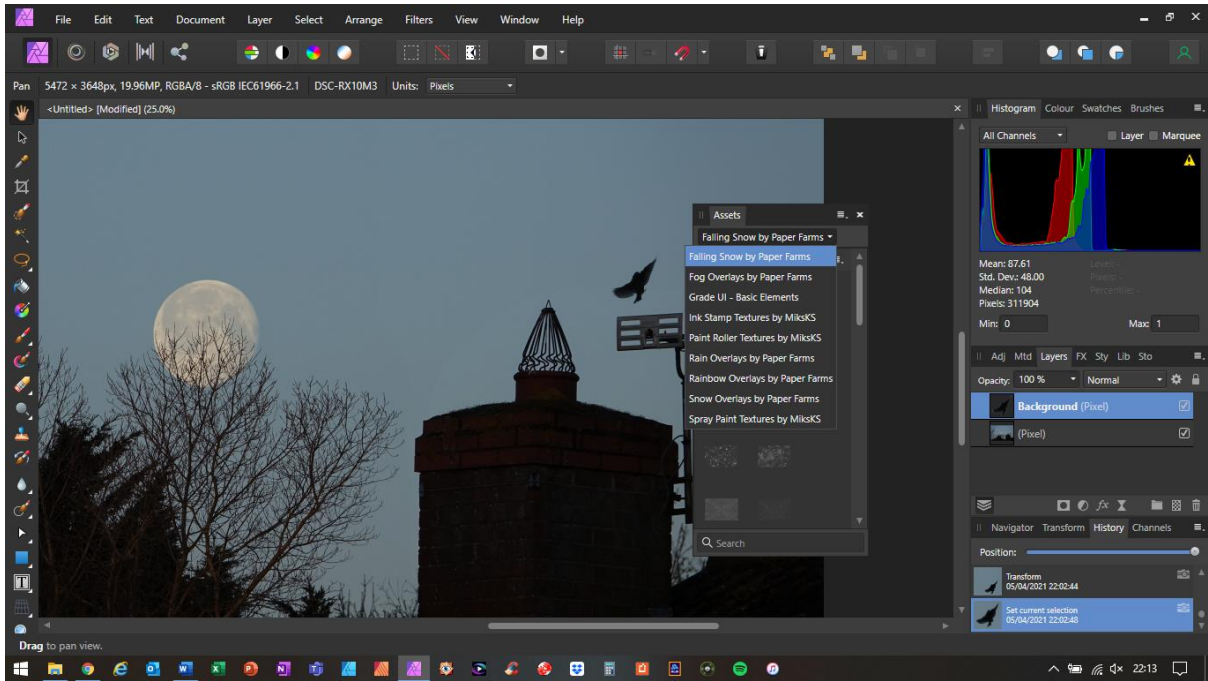 File Edit Text Document Layer Select Arrange Filters View Window Help
Pan 5472 × 3648px, 19.96MP, RGBA/8 - sRGB IEC61966-2.1 DSC-RX10M3 Units: Pixels
<Untitled> [Modified] (25.0%)
Histogram Colour Swatches Brushes
All Channels Layer Marquee
Mean: 87.61 Level: -
Std. Dev.: 48.00 Pixels: -
Median: 104 Percentile: -
Pixels: 311904
Min: 0 Max: 1
Assets
Falling Snow by Paper Farms
Falling Snow by Paper Farms
Fog Overlays by Paper Farms
Grade UI - Basic Elements
Ink Stamp Textures by MiksKS
Paint Roller Textures by MiksKS
Rain Overlays by Paper Farms
Rainbow Overlays by Paper Farms
Snow Overlays by Paper Farms
Spray Paint Textures by MiksKS
Search
Adj Mtd Layers FX Sty Lib Sto
Opacity: 100 % Normal
Background (Pixel)
(Pixel)
fx
Navigator Transform History Channels
Position:
Transform
05/04/2021 22:02:44
Set current selection
05/04/2021 22:02:48
Drag to pan view.
22:13